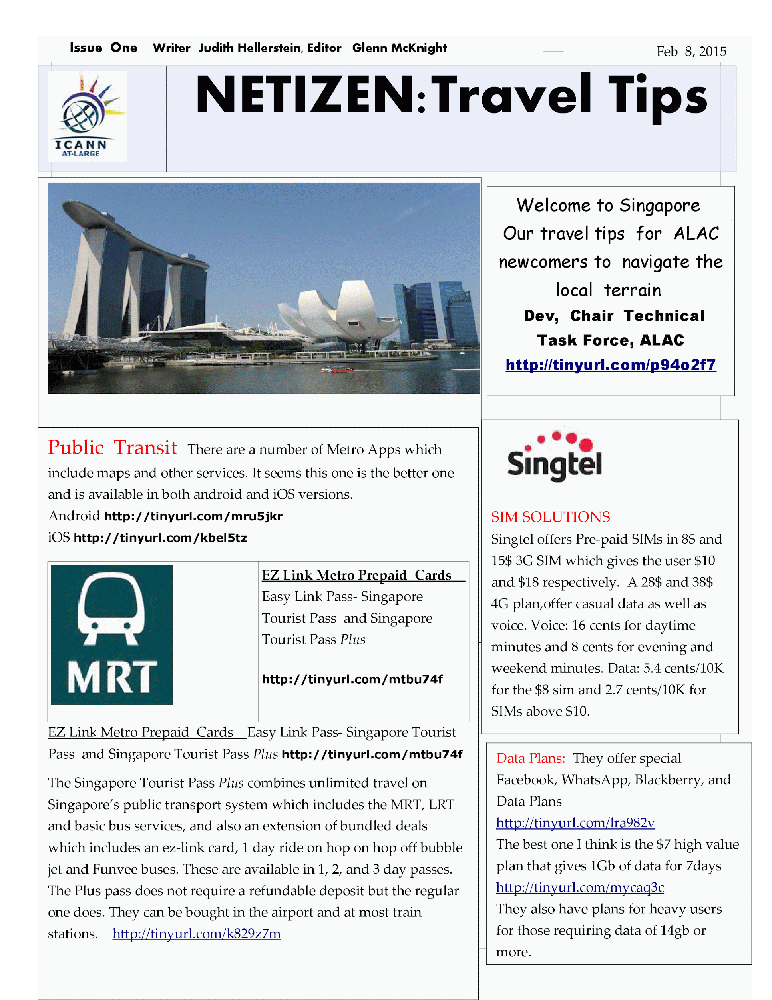 Issue One Writer Judith Hellerstein, Editor Glenn McKnight
Feb 8, 2015
ICANN
AT-LARGE
NETIZEN: Travel Tips
Welcome to Singapore
Our travel tips for ALAC
newcomers to navigate the
local terrain
Dev, Chair Technical
Task Force, ALAC
http://tinyurl.com/p94o2f7
Public Transit There are a number of Metro Apps which
include maps and other services. It seems this one is the better one
and is available in both android and iOS versions.
Android http://tinyurl.com/mru5jkr
iOS http://tinyurl.com/kbel5tz
MRT
EZ Link Metro Prepaid Cards
Easy Link Pass- Singapore
Tourist Pass and Singapore
Tourist Pass Plus
http://tinyurl.com/mtbu74f
EZ Link Metro Prepaid Cards Easy Link Pass- Singapore Tourist
Pass and Singapore Tourist Pass Plus http://tinyurl.com/mtbu74f
The Singapore Tourist Pass Plus combines unlimited travel on
Singapore's public transport system which includes the MRT, LRT
and basic bus services, and also an extension of bundled deals
which includes an ez-link card, 1 day ride on hop on hop off bubble
jet and Funvee buses. These are available in 1, 2, and 3 day passes.
The Plus pass does not require a refundable deposit but the regular
one does. They can be bought in the airport and at most train
stations. http://tinyurl.com/k829z7m
Singtel
SIM SOLUTIONS
Singtel offers Pre-paid SIMs in 8$ and
15$ 3G SIM which gives the user $10
and $18 respectively. A 28$ and 38$
4G plan,offer casual data as well as
voice. Voice: 16 cents for daytime
minutes and 8 cents for evening and
weekend minutes. Data: 5.4 cents/10K
for the $8 sim and 2.7 cents/10K for
SIMs above $10.
Data Plans: They offer special
Facebook, WhatsApp, Blackberry, and
Data Plans
http://tinyurl.com/lra982v
The best one I think is the $7 high value
plan that gives 1Gb of data for 7days
http://tinyurl.com/mycaq3c
They also have plans for heavy users
for those requiring data of 14gb or
more.